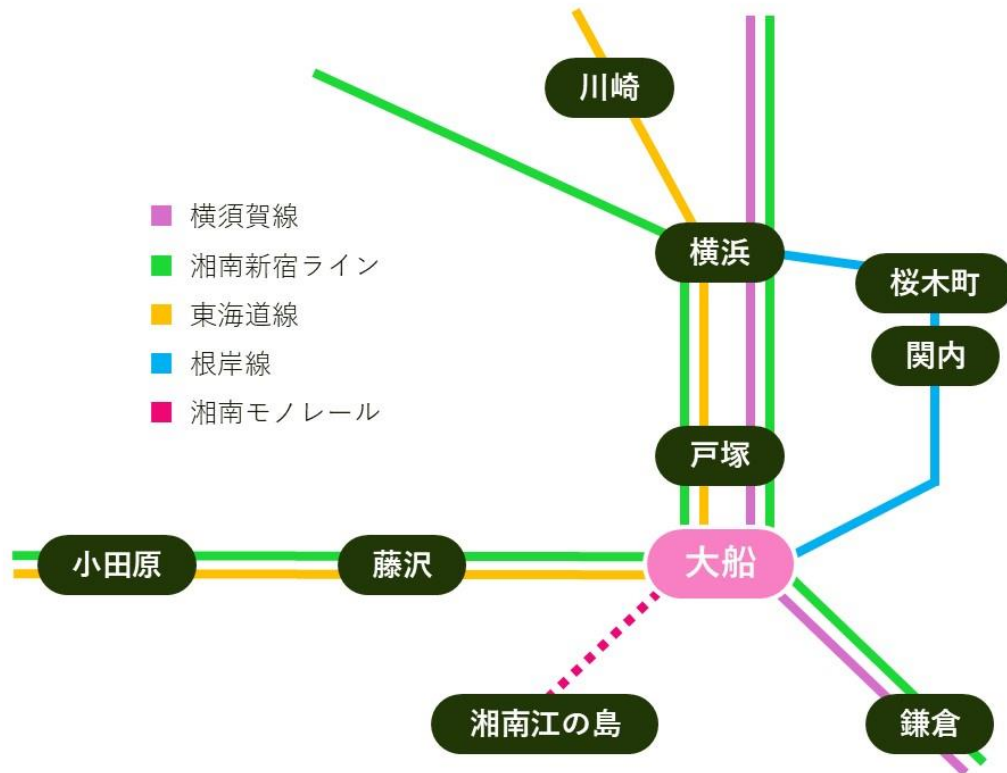 川崎
横浜
桜木町
関内
戸塚
大船
小田原
藤沢
湘南江の島
鎌倉
横須賀線
湘南新宿ライン
東海道線
根岸線
湘南モノレール